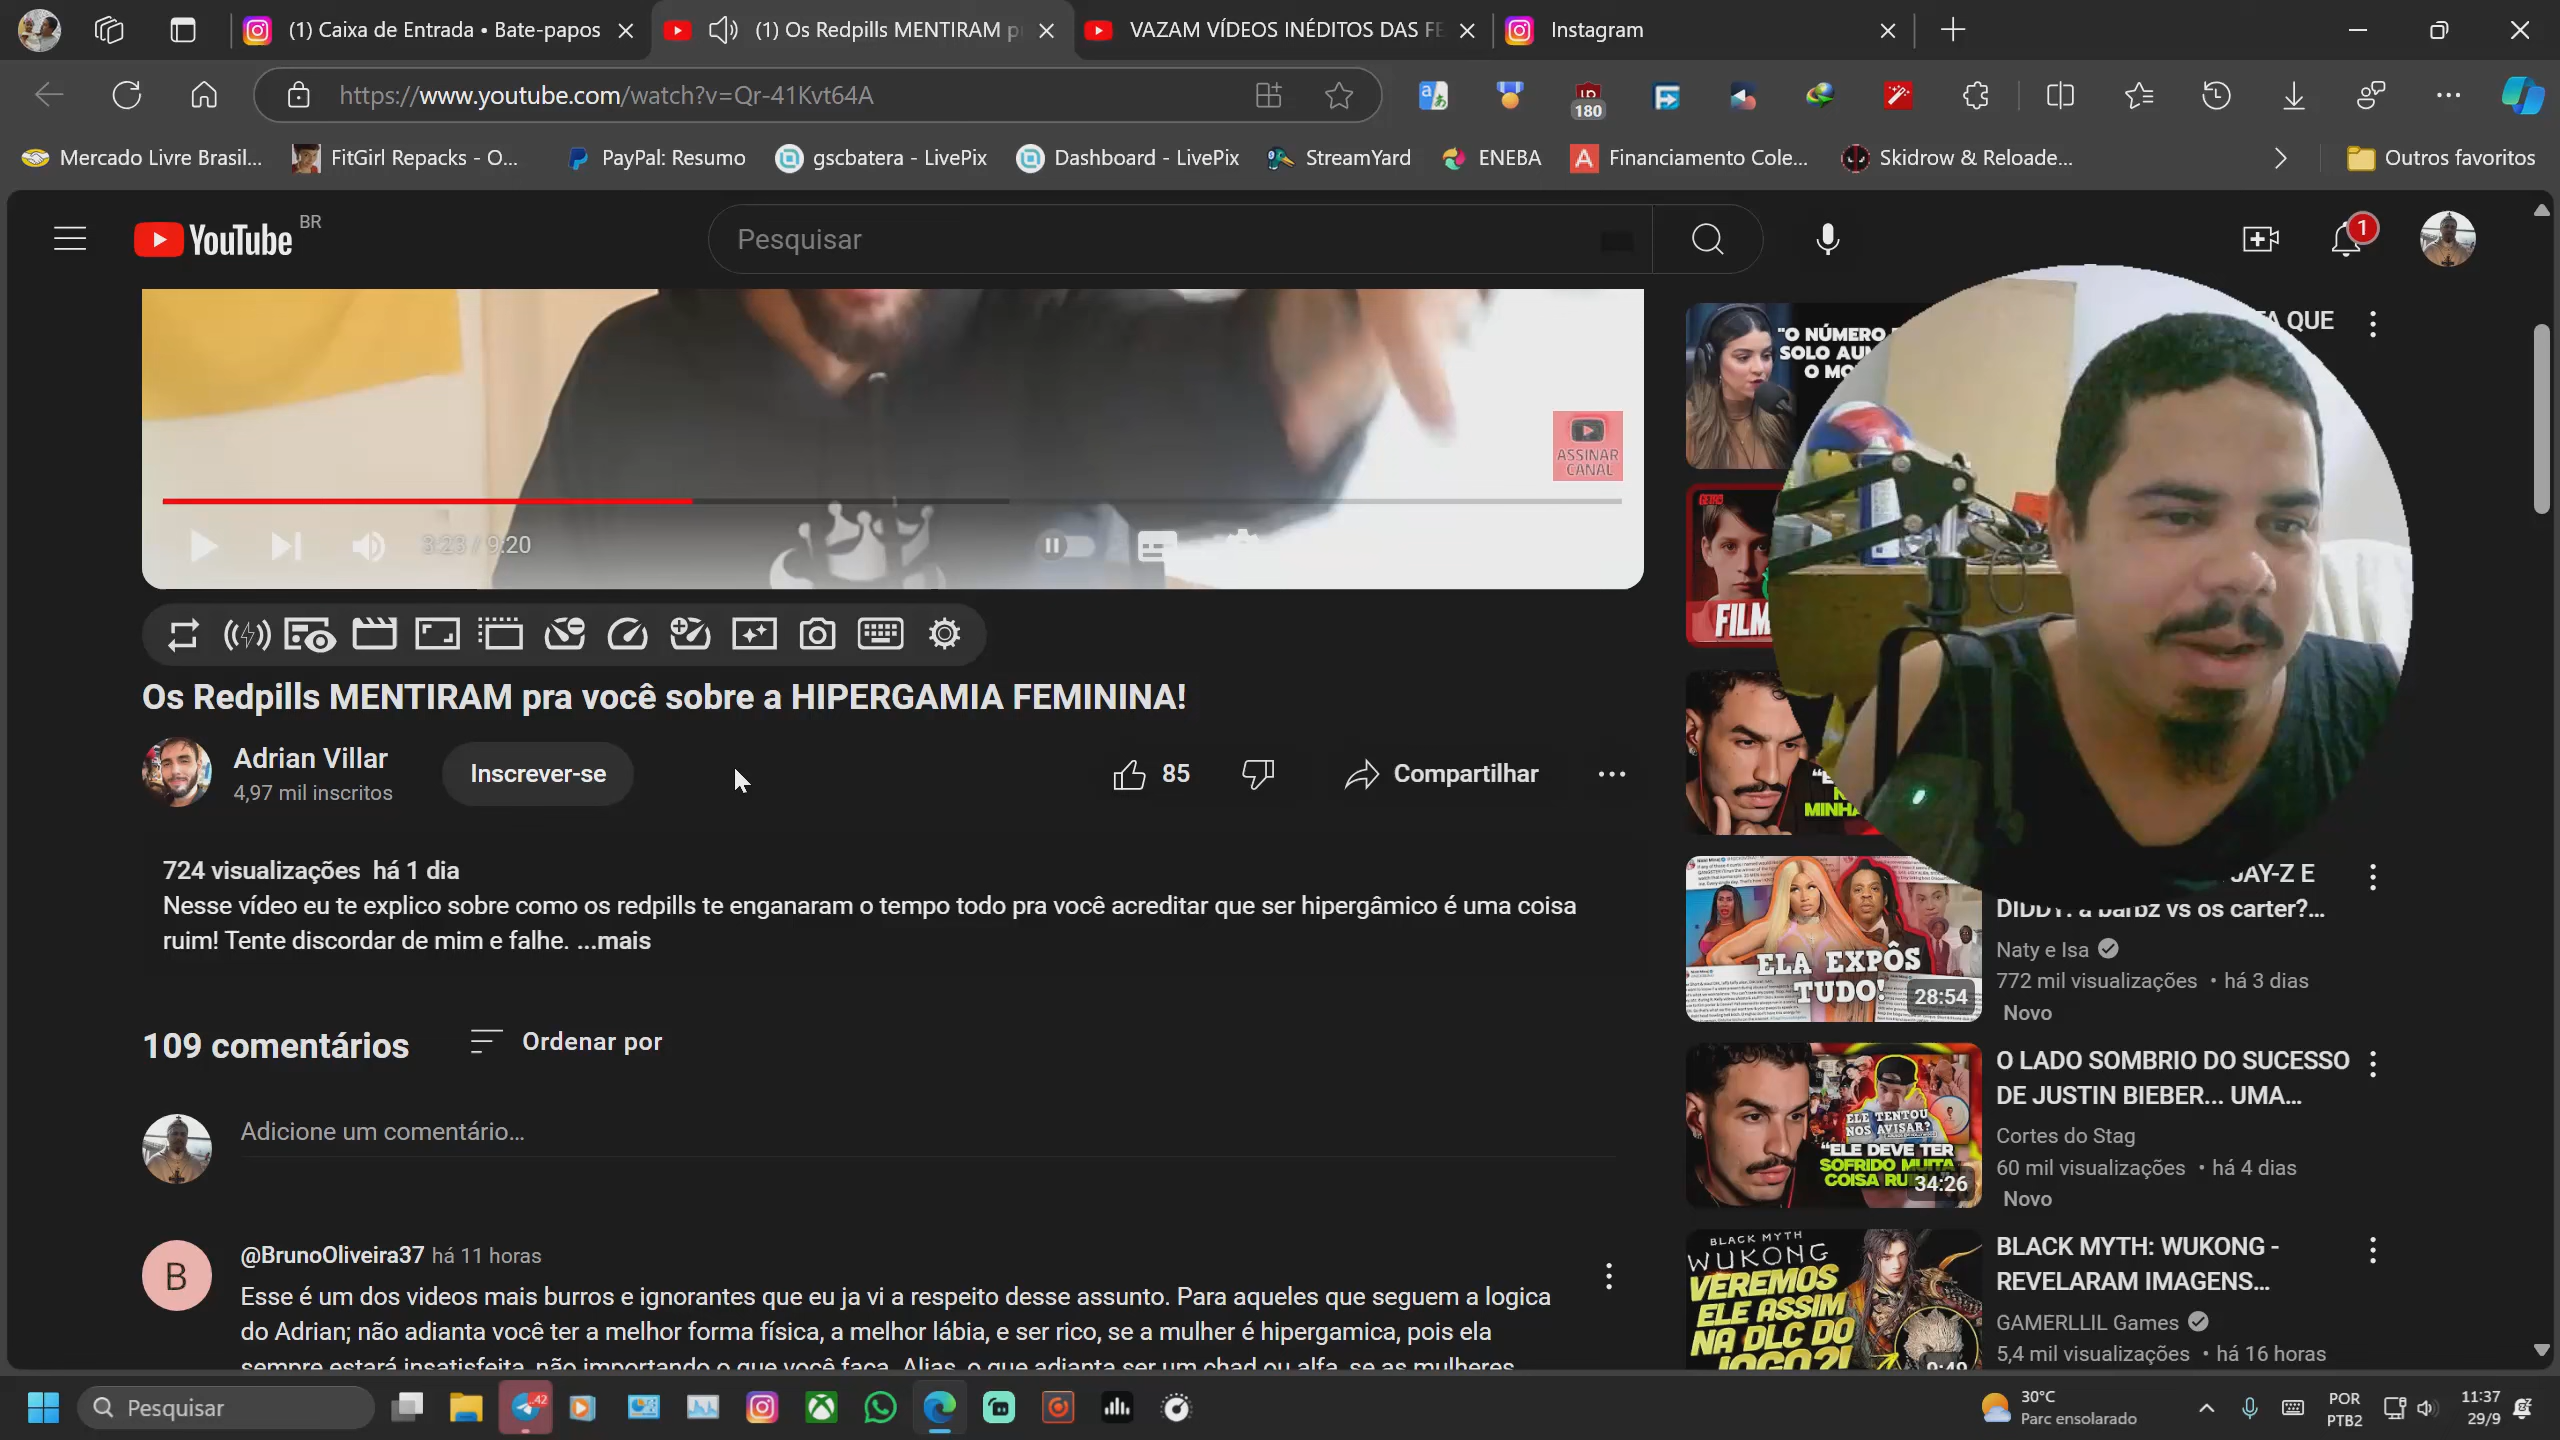 (1) Caixa de Entrada • Bate-papos
(1) Os Redpills MENTIRAM p
VAZAM VÍDEOS INÉDITOS DAS FE
Instagram
https://www.youtube.com/watch?v=Qr-41Kvt64A
180
Mercado Livre Brasil...
FitGirl Repacks - O...
PayPal: Resumo
gscbatera - LivePix
Dashboard - LivePix
StreamYard
ENEBA
Financiamento Cole...
Skidrow & Reloade...
Outros favoritos
YouTube BR
Pesquisar
1
ASSINAR
CANAL
3:23 / 9:20
Os Redpills MENTIRAM pra você sobre a HIPERGAMIA FEMININA!
Adrian Villar
4,97 mil inscritos
Inscrever-se
85
Compartilhar
724 visualizações há 1 dia
Nesse vídeo eu te explico sobre como os redpills te enganaram o tempo todo pra você acreditar que ser hipergâmico é uma coisa
ruim! Tente discordar de mim e falhe. ...mais
109 comentários
Ordenar por
Adicione um comentário...
B
@BrunoOliveira37 há 11 horas
Esse é um dos videos mais burros e ignorantes que eu ja vi a respeito desse assunto. Para aqueles que seguem a logica
do Adrian; não adianta você ter a melhor forma física, a melhor lábia, e ser rico, se a mulher é hipergamica, pois ela
sempre estará insatisfeita, não importando o que você faça. Alias, o que adianta ser um chad ou alfa, se as mulheres
"O NÚMERO
SOLO AU
O MO
QUE
FILM
MINHA
JAY-Z E
DIDDY: a barbz vs os carter?...
Naty e Isa
772 mil visualizações • há 3 dias
Novo
ELA EXPÔS
TUDO!
28:54
O LADO SOMBRIO DO SUCESSO
DE JUSTIN BIEBER... UMA...
Cortes do Stag
60 mil visualizações • há 4 dias
Novo
ELE TENTOU
NOS AVISAR?
"ELE DEVE TER
SOFRIDO MUITA
COISA RU
34:26
BLACK MYTH: WUKONG -
REVELARAM IMAGENS...
GAMERLLIL Games
5,4 mil visualizações • há 16 horas
BLACK MYTH
WUKONG
VEREMOS
ELE ASSIM
NA DLC DO
JOGO?!
9:49
Pesquisar
42
30°C
Parc ensolarado
POR
PTB2
11:37
29/9